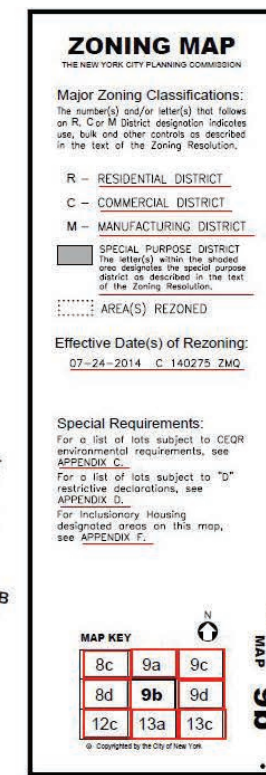 ZONING MAP
THE NEW YORK CITY PLANNING COMMISSION
Major Zoning Classifications:
The number(s) and/or letter(s) that follows
an R, C or M District designation indicates
use, bulk and other controls as described
in the text of the Zoning Resolution.
R – RESIDENTIAL DISTRICT
C – COMMERCIAL DISTRICT
M – MANUFACTURING DISTRICT
SPECIAL PURPOSE DISTRICT
The letter(s) within the shaded
area designates the special purpose
district as described in the text
of the Zoning Resolution.
AREA(S) REZONED
Effective Date(s) of Rezoning:
07-24-2014 C 140275 ZMQ
Special Requirements:
For a list of lots subject to CEQR
environmental requirements, see
APPENDIX C.
For a list of lots subject to "D"
restrictive declarations, see
APPENDIX D.
For Inclusionary Housing
designated areas on this map,
see APPENDIX F.
B
N
MAP KEY
8c 9a 9c
8d 9b 9d
12c 13a 13c
© Copyrighted by the City of New York
MAP 9b